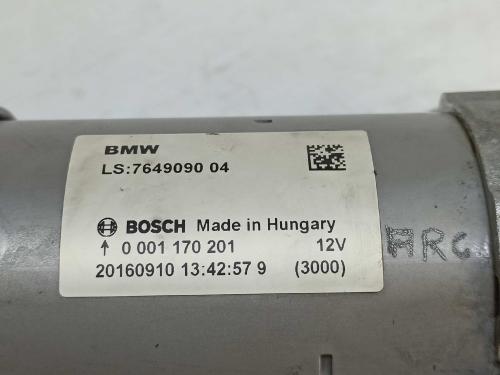 BMW
LS:7649090 04
BOSCH Made in Hungary
↑ 0 001 170 201 12V
20160910 13:42:57 9 (3000)
ARC